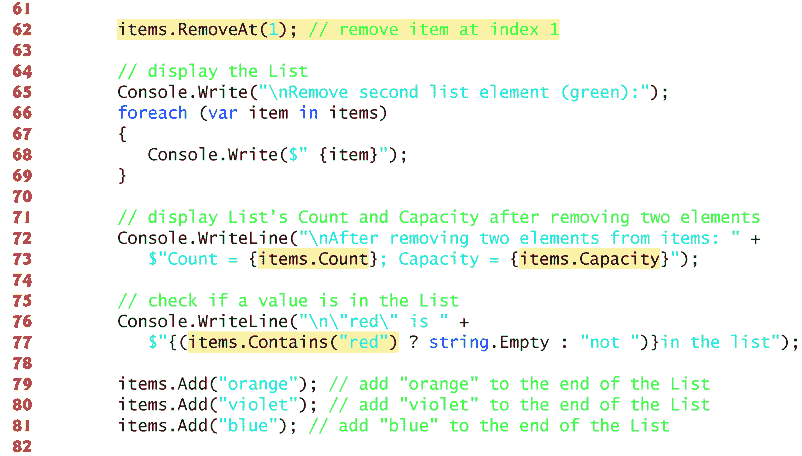 61
62 items.RemoveAt(1); // remove item at index 1
63
64 // display the List
65 Console.Write("\nRemove second list element (green):");
66 foreach (var item in items)
67 {
68 Console.Write($" {item}");
69 }
70
71 // display List's Count and Capacity after removing two elements
72 Console.WriteLine("\nAfter removing two elements from items: " +
73 $"Count = {items.Count}; Capacity = {items.Capacity}");
74
75 // check if a value is in the List
76 Console.WriteLine("\n\"red\" is " +
77 $"{(items.Contains("red") ? string.Empty : "not ")}in the list");
78
79 items.Add("orange"); // add "orange" to the end of the List
80 items.Add("violet"); // add "violet" to the end of the List
81 items.Add("blue"); // add "blue" to the end of the List
82